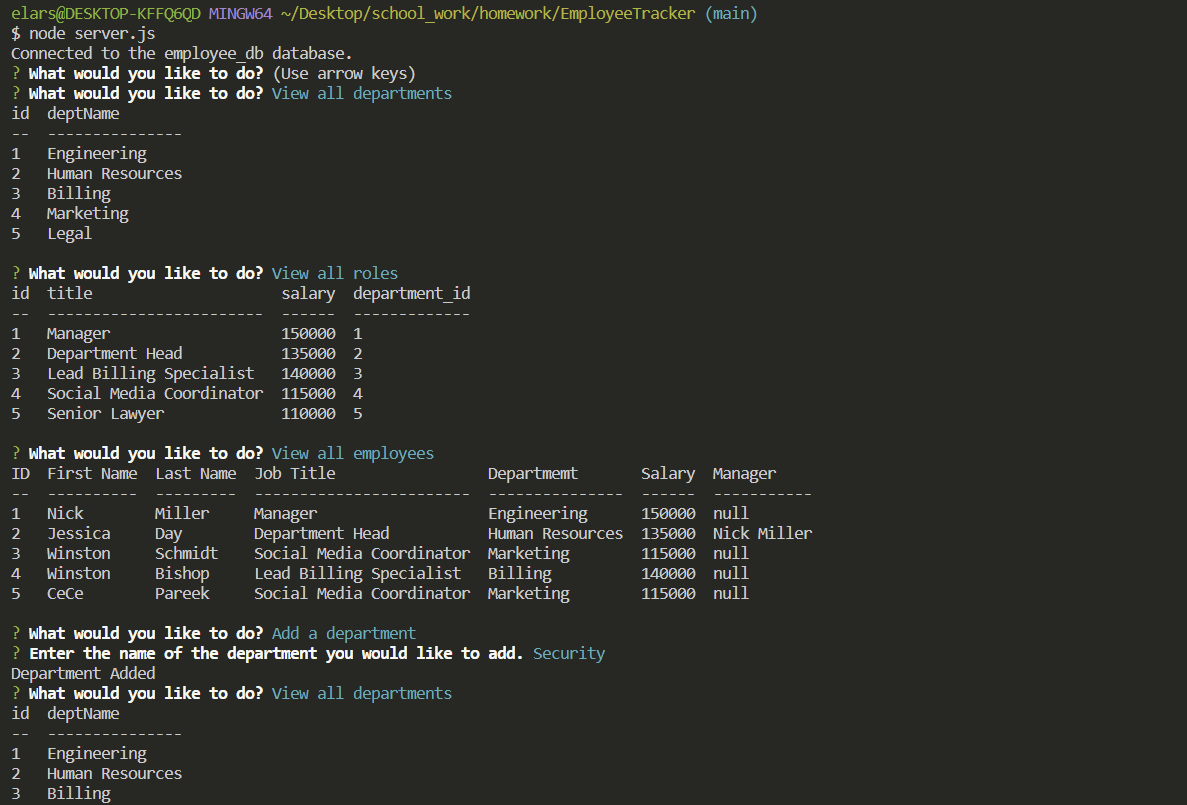 elars@DESKTOP-KFFQ6QD MINGW64 ~/Desktop/school_work/homework/EmployeeTracker (main)
$ node server.js
Connected to the employee_db database.
? What would you like to do? (Use arrow keys)
? What would you like to do? View all departments
id  deptName
--  ---------------
1   Engineering
2   Human Resources
3   Billing
4   Marketing
5   Legal

? What would you like to do? View all roles
id  title                     salary  department_id
--  ------------------------  ------  -------------
1   Manager                   150000  1
2   Department Head           135000  2
3   Lead Billing Specialist   140000  3
4   Social Media Coordinator  115000  4
5   Senior Lawyer             110000  5

? What would you like to do? View all employees
ID  First Name  Last Name  Job Title                 Departmemt       Salary  Manager
--  ----------  ---------  ------------------------  ---------------  ------  -----------
1   Nick        Miller     Manager                   Engineering      150000  null
2   Jessica     Day        Department Head           Human Resources  135000  Nick Miller
3   Winston     Schmidt    Social Media Coordinator  Marketing        115000  null
4   Winston     Bishop     Lead Billing Specialist   Billing          140000  null
5   CeCe        Pareek     Social Media Coordinator  Marketing        115000  null

? What would you like to do? Add a department
? Enter the name of the department you would like to add. Security
Department Added
? What would you like to do? View all departments
id  deptName
--  ---------------
1   Engineering
2   Human Resources
3   Billing